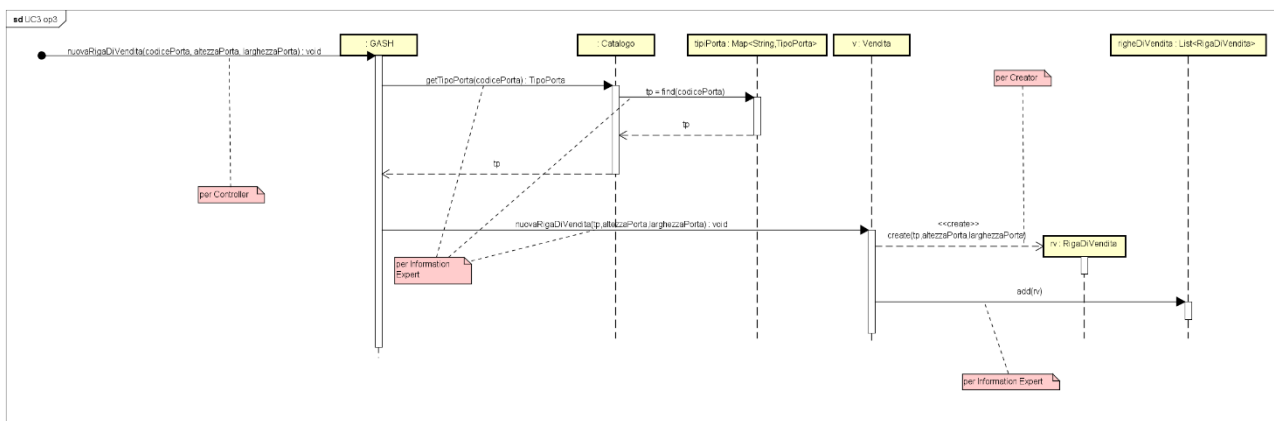 sd UC3 op3
nuovaRigaDiVendita(codicePorta, altezzaPorta, larghezzaPorta) : void
: GASH
: Catalogo
tipiPorta : Map<String,TipoPorta>
v : Vendita
righeDiVendita : List<RigaDiVendita>
getTipoPorta(codicePorta) : TipoPorta
per Creator
tp = find(codicePorta)
tp
tp
per Controller
nuovaRigaDiVendita(tp,altezzaPorta,larghezzaPorta) : void
<<create>>
create(tp,altezzaPorta,larghezzaPorta)
rv : RigaDiVendita
per Information
Expert
add(rv)
per Information Expert